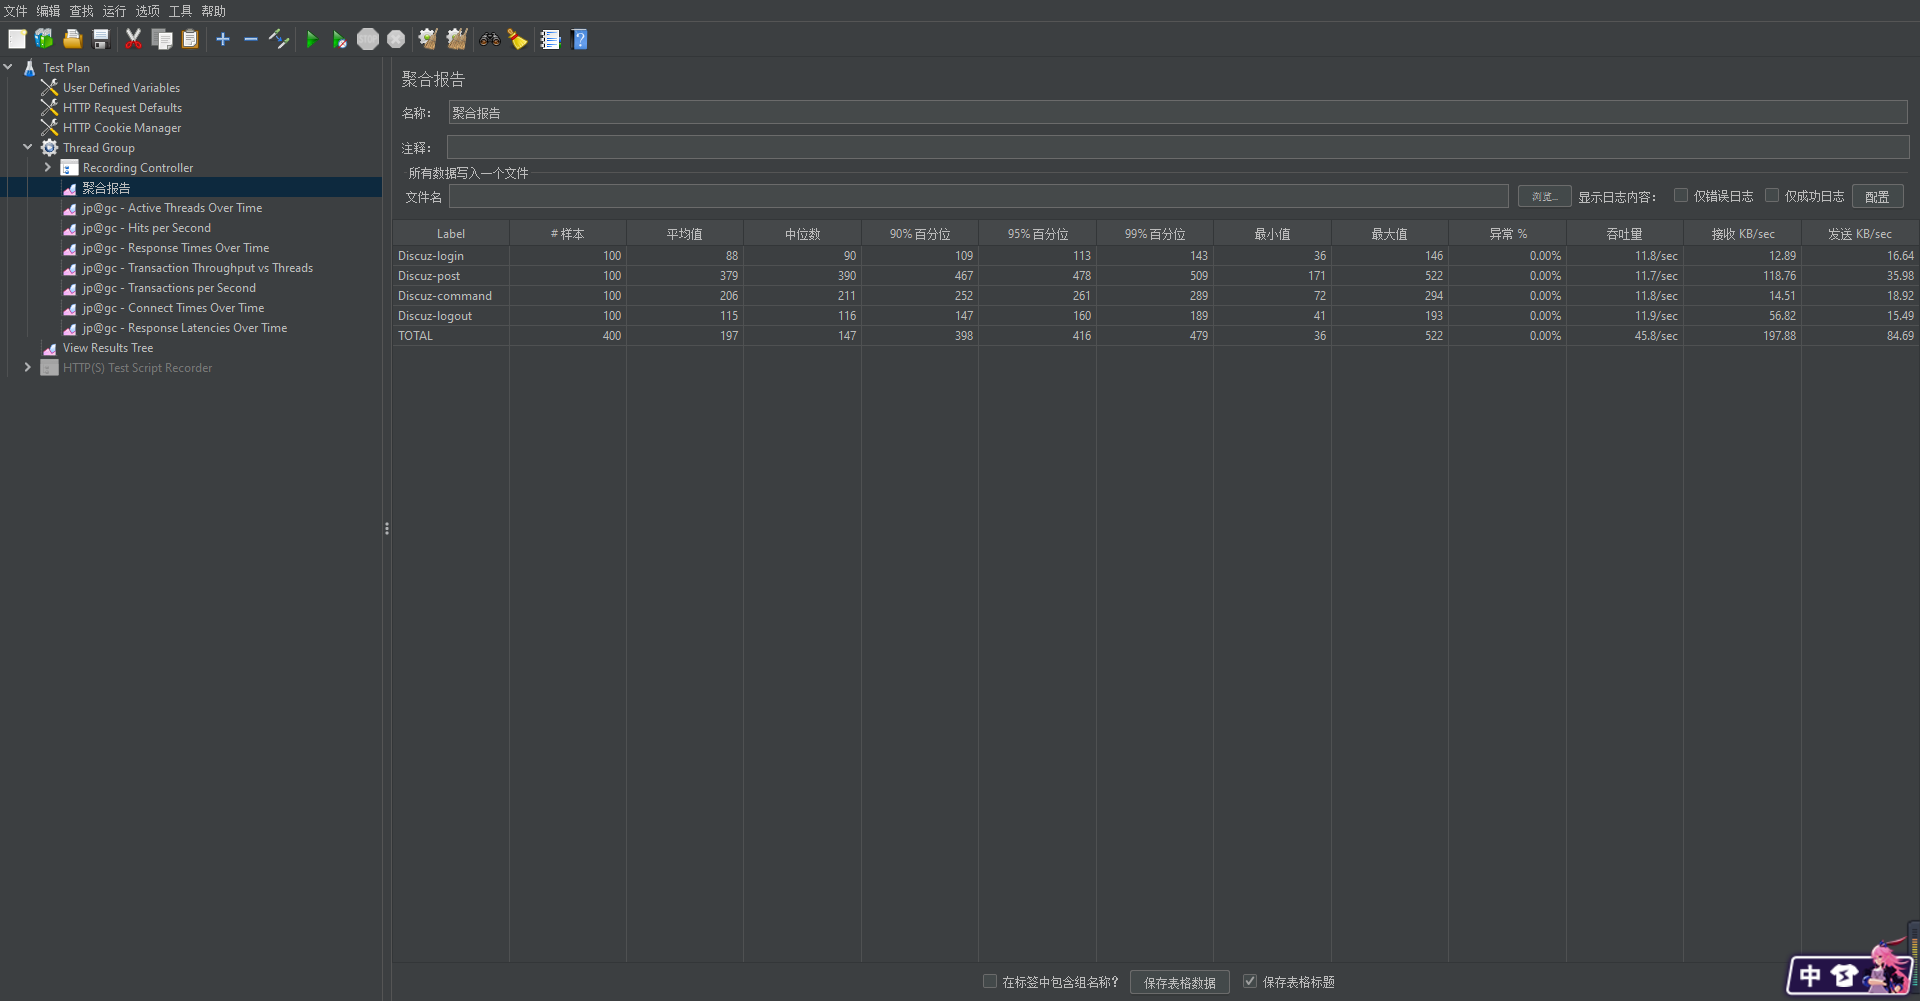 文件 编辑 查找 运行 选项 工具 帮助
Test Plan
User Defined Variables
HTTP Request Defaults
HTTP Cookie Manager
Thread Group
Recording Controller
聚合报告
jp@gc - Active Threads Over Time
jp@gc - Hits per Second
jp@gc - Response Times Over Time
jp@gc - Transaction Throughput vs Threads
jp@gc - Transactions per Second
jp@gc - Connect Times Over Time
jp@gc - Response Latencies Over Time
View Results Tree
HTTP(S) Test Script Recorder
聚合报告
名称： 聚合报告
注释：
所有数据写入一个文件
文件名 浏览... 显示日志内容： 仅错误日志 仅成功日志 配置
Label # 样本 平均值 中位数 90% 百分位 95% 百分位 99% 百分位 最小值 最大值 异常 % 吞吐量 接收 KB/sec 发送 KB/sec
Discuz-login 100 88 90 109 113 143 36 146 0.00% 11.8/sec 12.89 16.64
Discuz-post 100 379 390 467 478 509 171 522 0.00% 11.7/sec 118.76 35.98
Discuz-command 100 206 211 252 261 289 72 294 0.00% 11.8/sec 14.51 18.92
Discuz-logout 100 115 116 147 160 189 41 193 0.00% 11.9/sec 56.82 15.49
TOTAL 400 197 147 398 416 479 36 522 0.00% 45.8/sec 197.88 84.69
在标签中包含组名称？ 保存表格数据 保存表格标题
中